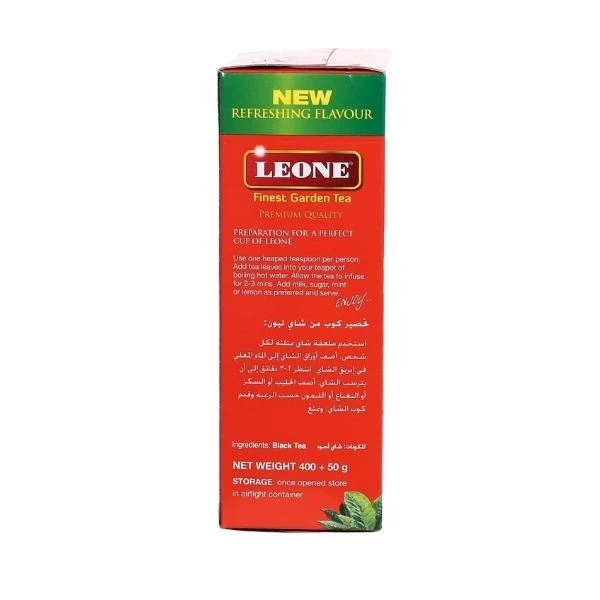 NEW
REFRESHING FLAVOUR
LEONE®
Finest Garden Tea
PREMIUM QUALITY
PREPARATION FOR A PERFECT
CUP OF LEONE
Use one heaped teaspoon per person.
Add tea leaves into your teapot of
boiling hot water. Allow the tea to infuse
for 2-3 mins. Add milk, sugar, mint
or lemon as preferred and serve.
ENJOY..
تحضير كوب من شاي ليون:
استخدم ملعقة شاي ممتلئة لكل
شخص. أضف أوراق الشاي إلى الماء المغلي
في إبريق الشاي. انتظر ٢-٣ دقائق إلى أن
يترسب الشاي. أضف الحليب أو السكر
أو النعناع أو الليمون حسب الرغبة وقدم
كوب الشاي. وتمتع
Ingredients: Black Tea.
المكونات: شاي أسود
NET WEIGHT 400 + 50 g
STORAGE: once opened store
in airtight container